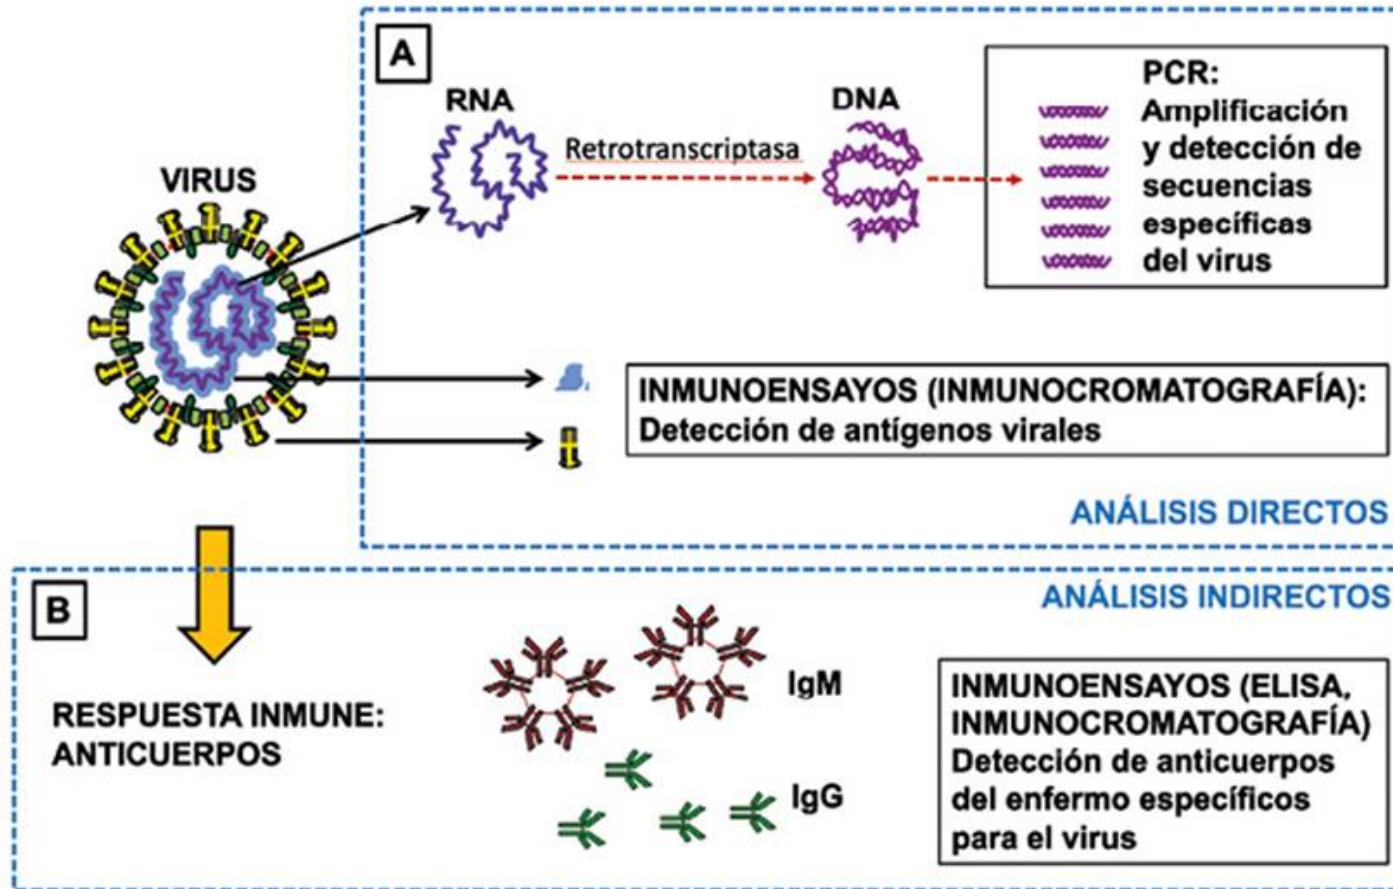 A
RNA
DNA
Retrotranscriptasa
PCR:
Amplificación
y detección de
secuencias
específicas
del virus
VIRUS
INMUNOENSAYOS (INMUNOCROMATOGRAFÍA):
Detección de antígenos virales
ANÁLISIS DIRECTOS
ANÁLISIS INDIRECTOS
B
RESPUESTA INMUNE:
ANTICUERPOS
IgM
IgG
INMUNOENSAYOS (ELISA,
INMUNOCROMATOGRAFÍA)
Detección de anticuerpos
del enfermo específicos
para el virus